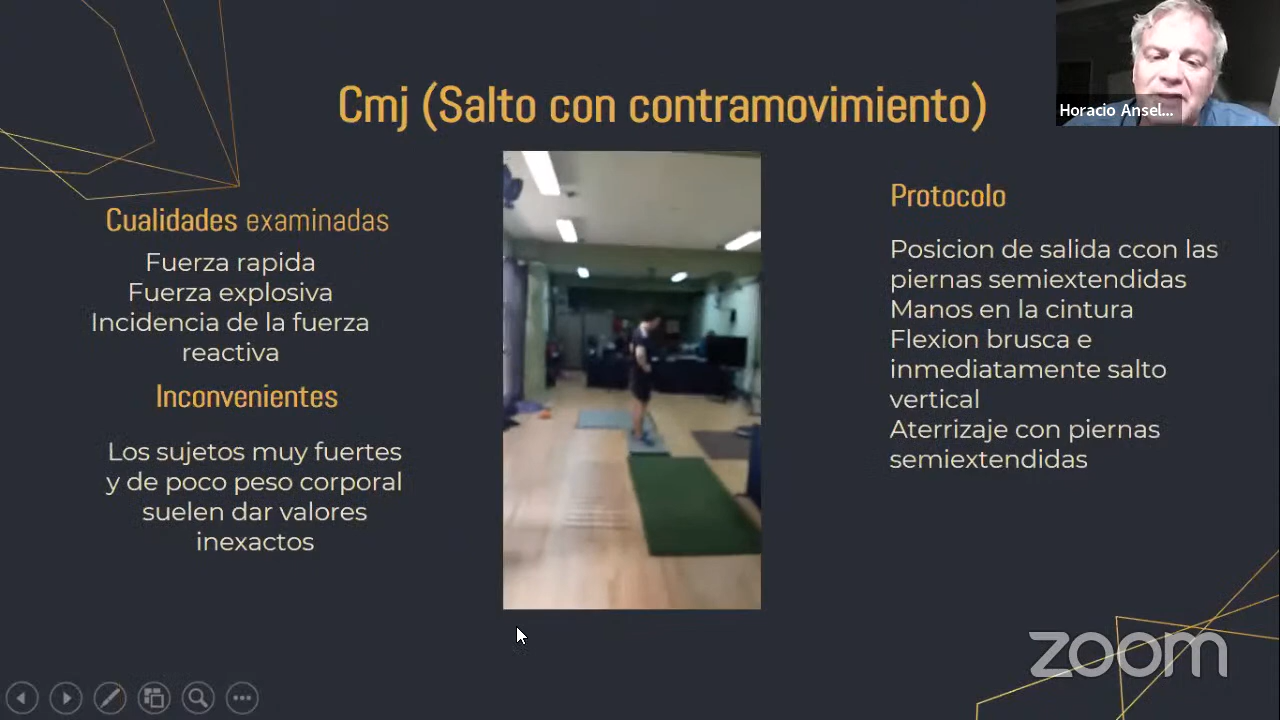 Cmj (Salto con contramovimiento)
Horacio Ansel...
Cualidades examinadas
Fuerza rapida
Fuerza explosiva
Incidencia de la fuerza
reactiva
Inconvenientes
Los sujetos muy fuertes
y de poco peso corporal
suelen dar valores
inexactos
Protocolo
Posicion de salida ccon las
piernas semiextendidas
Manos en la cintura
Flexion brusca e
inmediatamente salto
vertical
Aterrizaje con piernas
semiextendidas
zoom